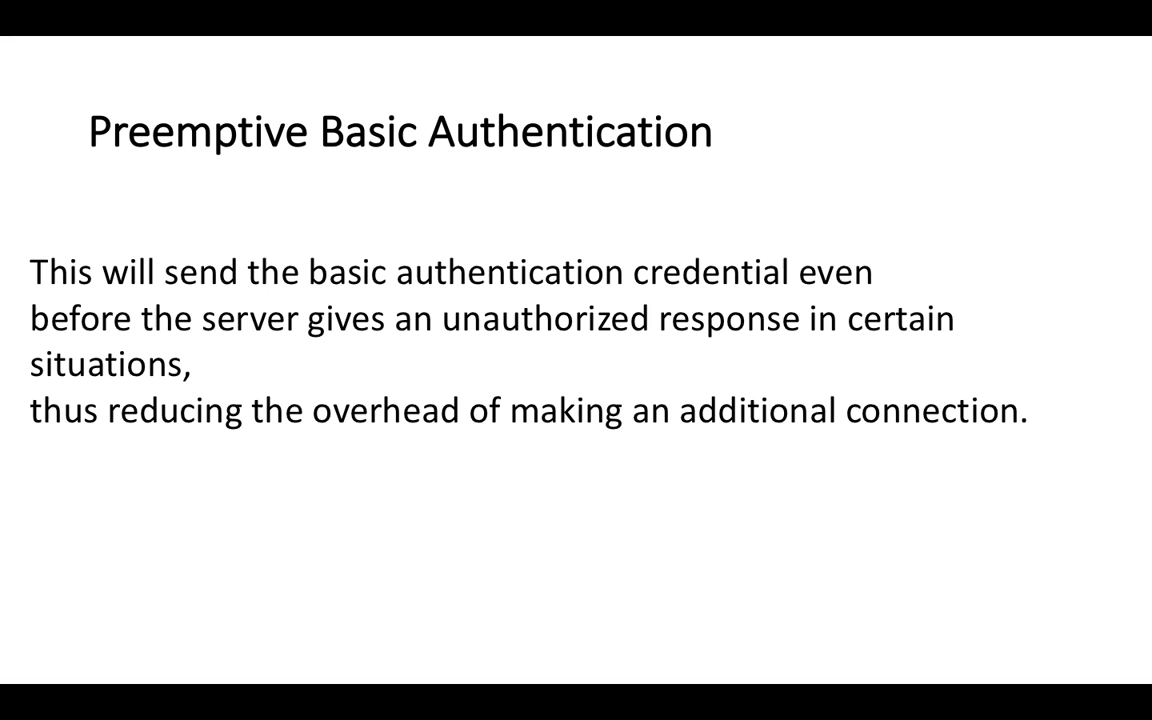 Preemptive Basic Authentication
This will send the basic authentication credential even
before the server gives an unauthorized response in certain
situations,
thus reducing the overhead of making an additional connection.